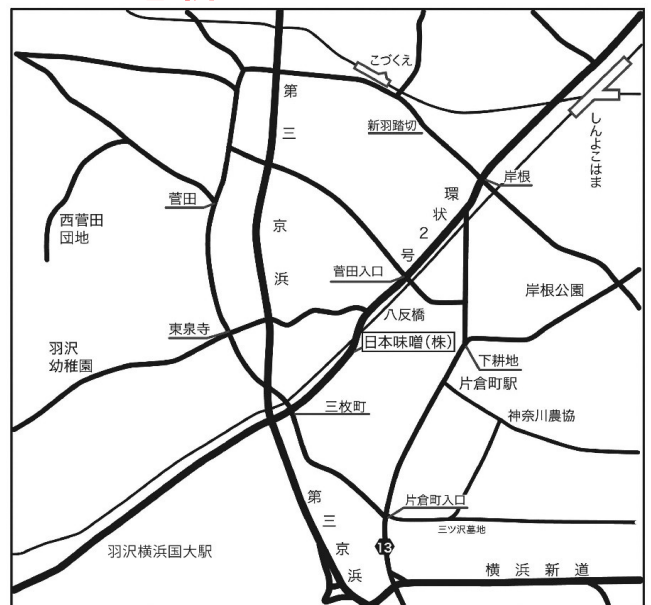 こづくえ
第三京浜
新羽踏切
しんよこはま
岸根
環状2号
菅田
西菅田
団地
菅田入口
岸根公園
八反橋
東泉寺
日本味噌(株)
羽沢
幼稚園
下耕地
片倉町駅
三枚町
神奈川農協
第三京浜
片倉町入口
三ツ沢墓地
羽沢横浜国大駅
13
横浜新道